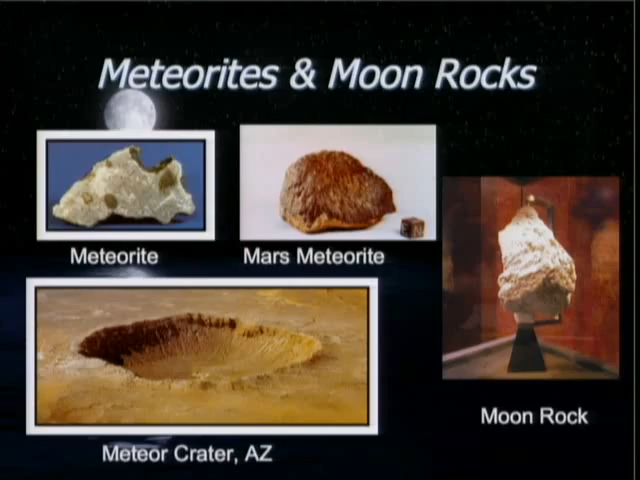 Meteorites & Moon Rocks
Meteorite
Mars Meteorite
Moon Rock
Meteor Crater, AZ